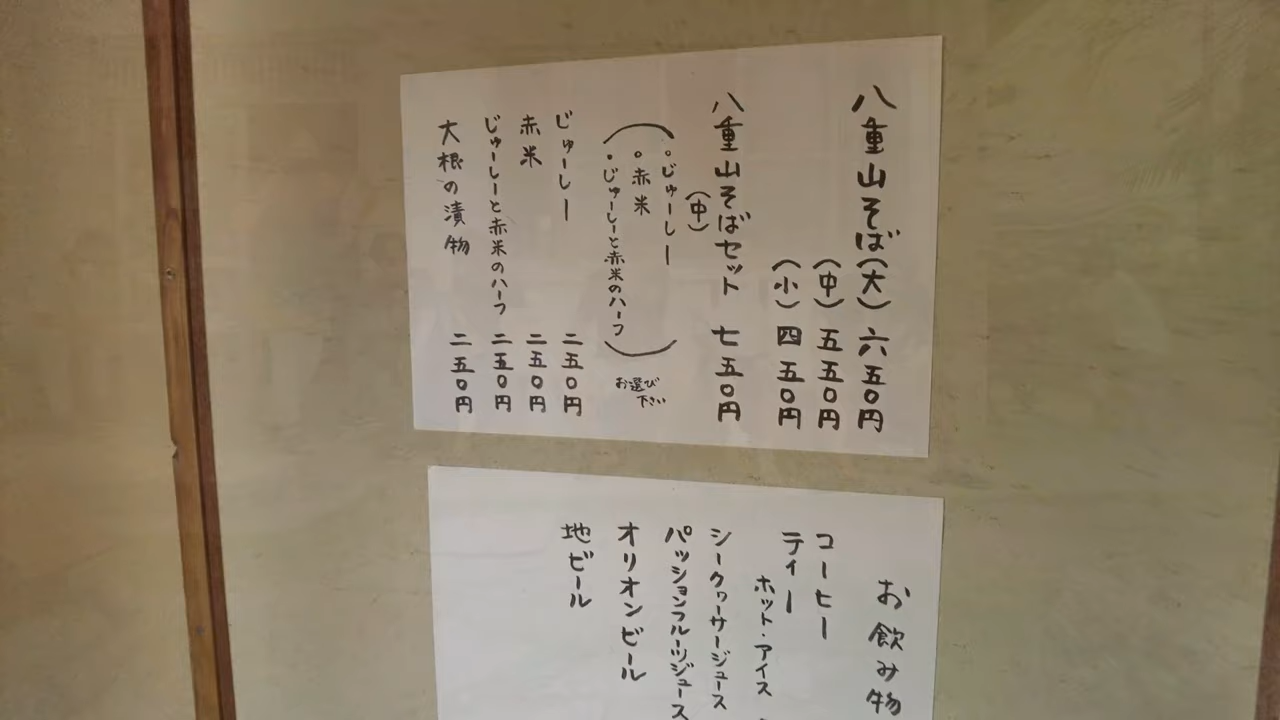 八重山そば(大) 六五〇円
(中) 五五〇円
(小) 四五〇円
八重山そばセット 七五〇円
(中)
(。じゅーしー
。赤米
・じゅーしーと赤米のハーフ)
お選び
下さい
じゅーしー 二五〇円
赤米 二五〇円
じゅーしーと赤米のハーフ 二五〇円
大根の漬物 二五〇円
お飲み物
コーヒー
ティー
ホット・アイス
シークヮーサージュース
パッションフルーツジュース
オリオンビール
地ビール